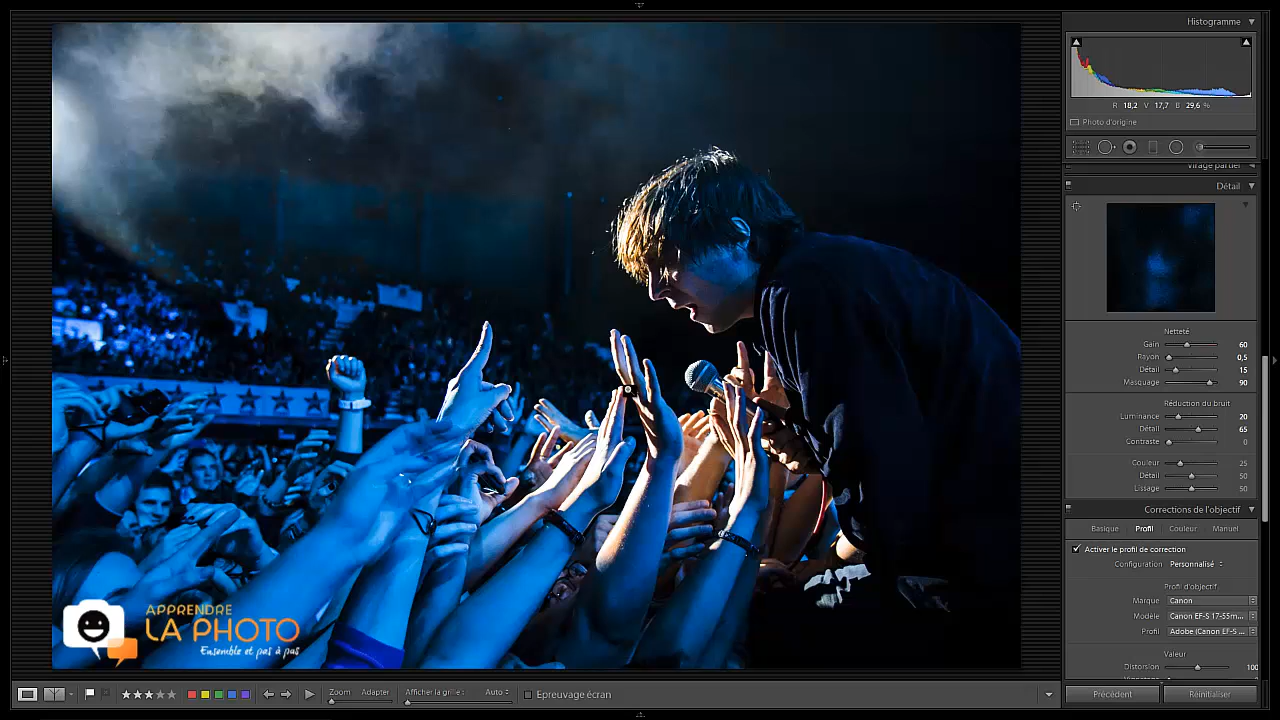 Histogramme
R 18,2 V 17,7 B 29,6 %
Photo d'origine
Virage partiel
Détail
Netteté
Gain 60
Rayon 0,5
Détail 15
Masquage 90
Réduction du bruit
Luminance 20
Détail 65
Contraste 0
Couleur 25
Détail 50
Lissage 50
Corrections de l'objectif
Basique Profil Couleur Manuel
Activer le profil de correction
Configuration Personnalisé
Profil d'objectif
Marque Canon
Modèle Canon EF-S 17-55m...
Profil Adobe (Canon EF-S ...
Valeur
Distorsion 100
APPRENDRE
LA PHOTO
Ensemble et pas à pas
Zoom Adapter Afficher la grille : Auto Epreuvage écran
Précédent Réinitialiser